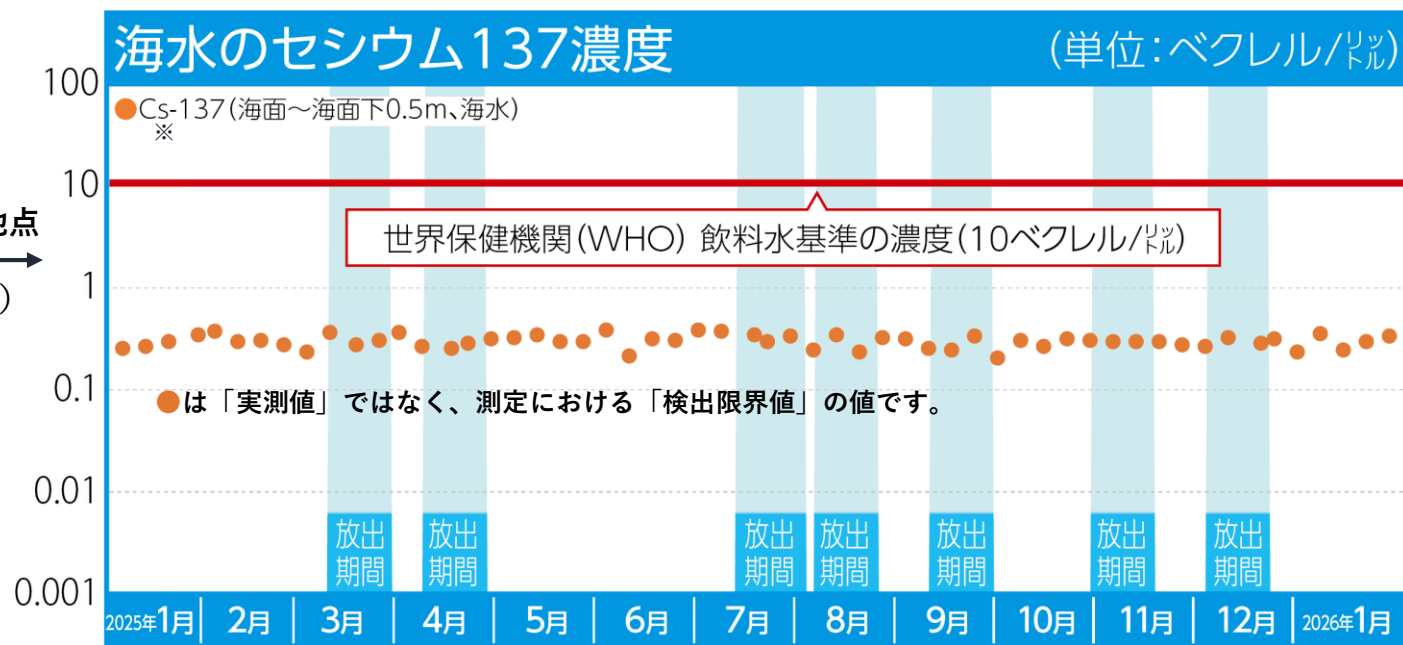 海水のセシウム137濃度
(単位:ベクレル/リットル)
100
●Cs-137(海面～海面下0.5m、海水)
※
10
地点
世界保健機関(WHO) 飲料水基準の濃度(10ベクレル/リットル)
1
)
0.1
●は「実測値」ではなく、測定における「検出限界値」の値です。
0.01
放出期間
放出期間
放出期間
放出期間
放出期間
放出期間
放出期間
0.001
2025年1月 2月 3月 4月 5月 6月 7月 8月 9月 10月 11月 12月 2026年1月